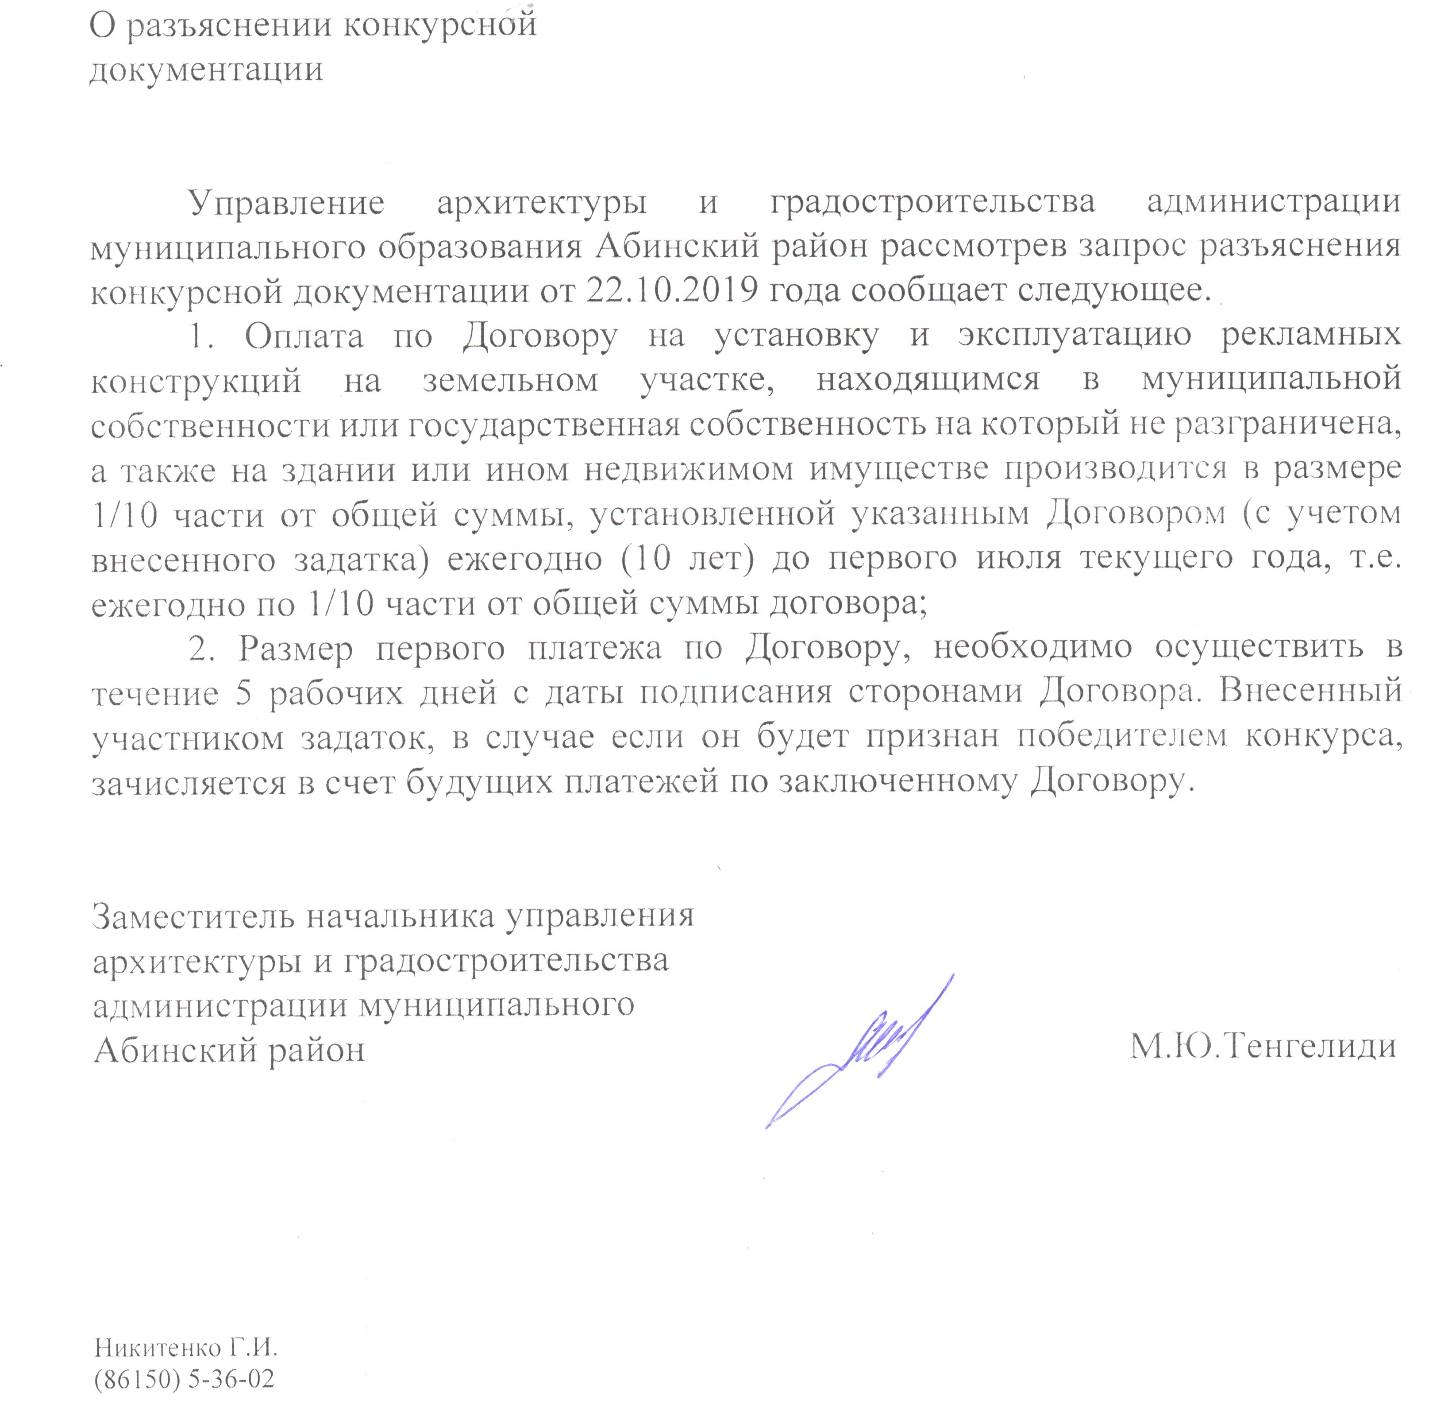 О разъяснении конкурсной
документации
Управление архитектуры и градостроительства администрации
муниципального образования Абинский район рассмотрев запрос разъяснения
конкурсной документации от 22.10.2019 года сообщает следующее.
1. Оплата по Договору на установку и эксплуатацию рекламных
конструкций на земельном участке, находящимся в муниципальной
собственности или государственная собственность на который не разграничена,
а также на здании или ином недвижимом имуществе производится в размере
1/10 части от общей суммы, установленной указанным Договором (с учетом
внесенного задатка) ежегодно (10 лет) до первого июля текущего года, т.е.
ежегодно по 1/10 части от общей суммы договора;
2. Размер первого платежа по Договору, необходимо осуществить в
течение 5 рабочих дней с даты подписания сторонами Договора. Внесенный
участником задаток, в случае если он будет признан победителем конкурса,
зачисляется в счет будущих платежей по заключенному Договору.
Заместитель начальника управления
архитектуры и градостроительства
администрации муниципального
Абинский район
М.Ю.Тенгелиди
Никитенко Г.И.
(86150) 5-36-02